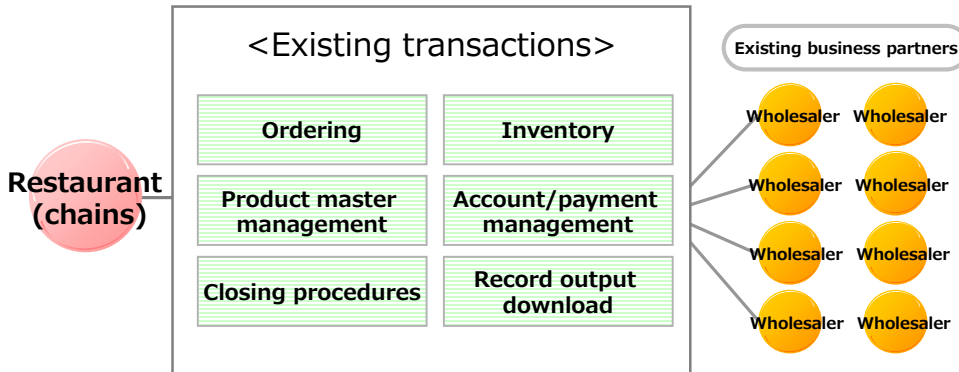 <Existing transactions>
Existing business partners
Restaurant
(chains)
Ordering
Inventory
Product master
management
Account/payment
management
Closing procedures
Record output
download
Wholesaler Wholesaler
Wholesaler Wholesaler
Wholesaler Wholesaler
Wholesaler Wholesaler